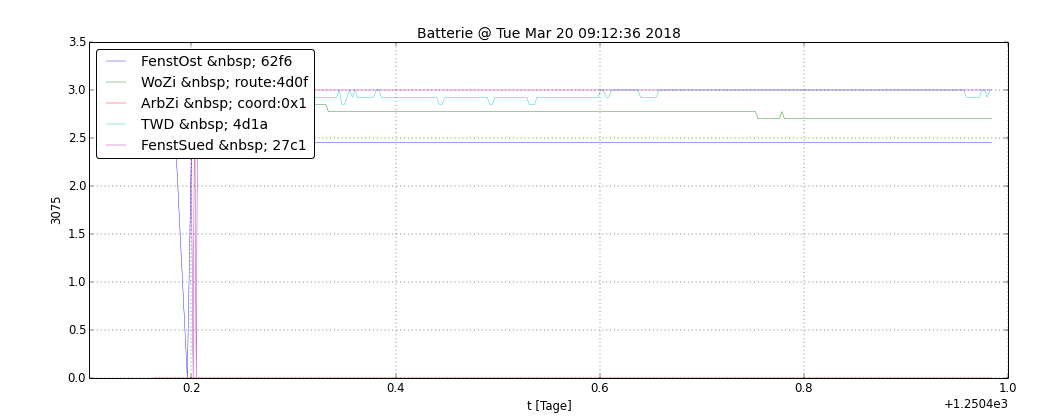 Batterie @ Tue Mar 20 09:12:36 2018
3.5
3.0
2.5
2.0
1.5
1.0
0.5
0.0
3075
FenstOst &nbsp; 62f6
WoZi &nbsp; route:4d0f
ArbZi &nbsp; coord:0x1
TWD &nbsp; 4d1a
FenstSued &nbsp; 27c1
0.2 0.4 0.6 0.8 1.0
t [Tage]
+1.2504e3